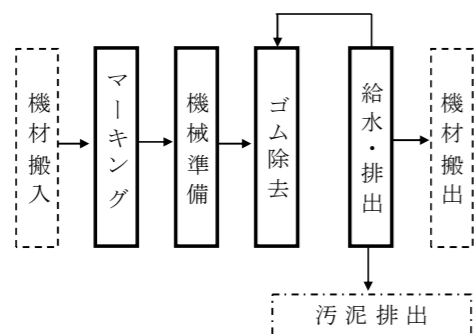 機材搬入
マーキング
機械準備
ゴム除去
給水・排出
機材搬出
汚泥排出